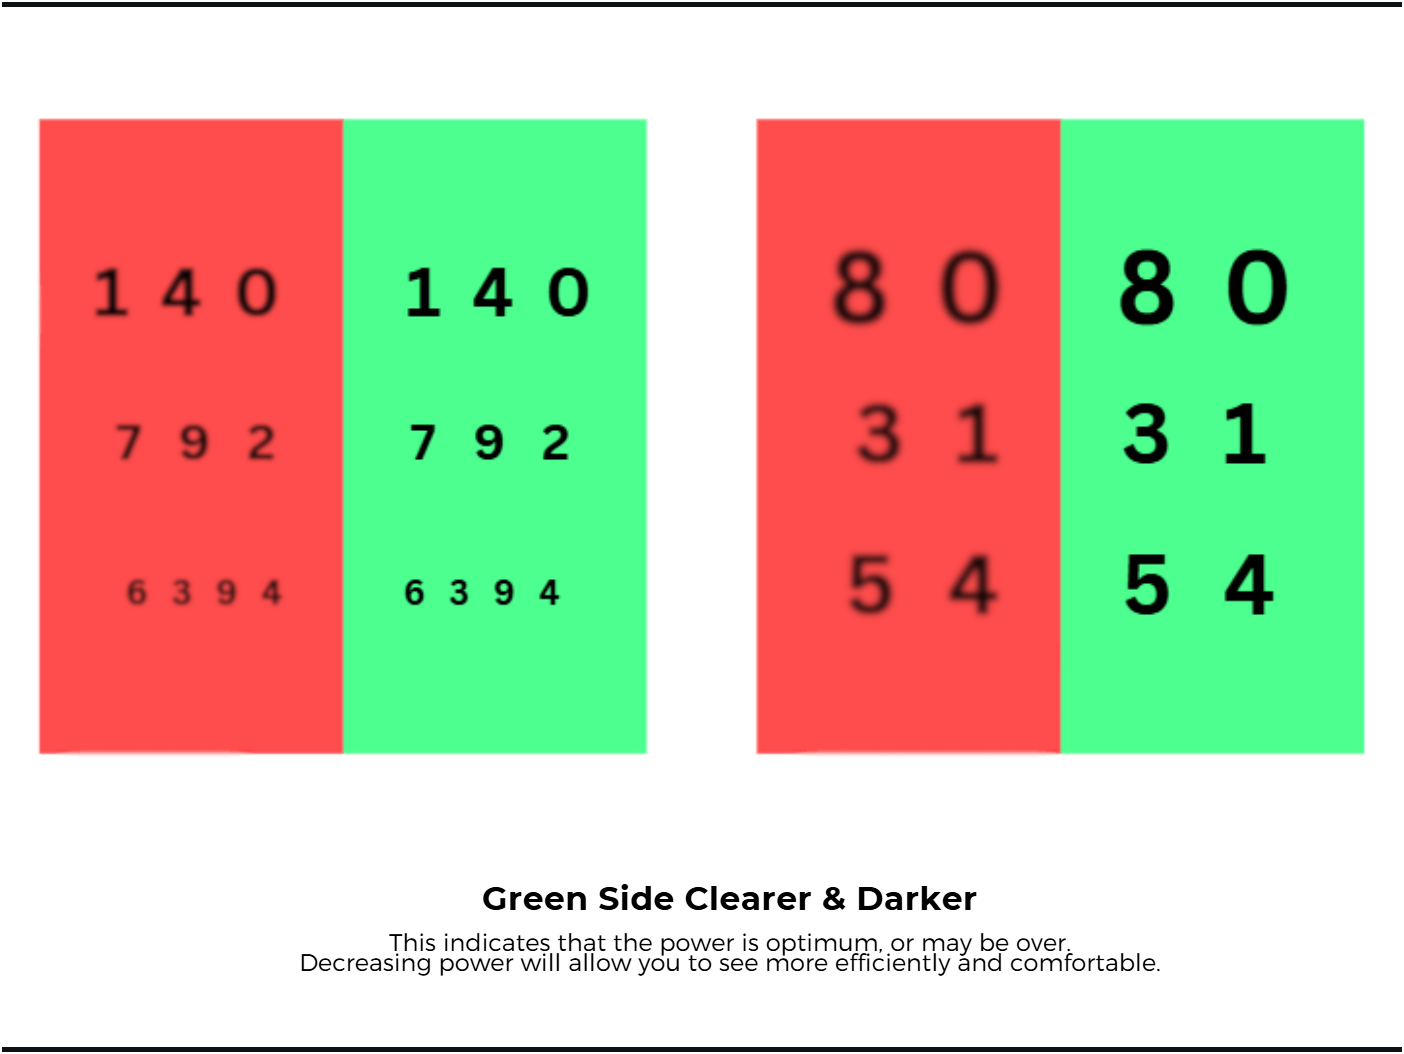 1 4 0 1 4 0
7 9 2 7 9 2
6 3 9 4 6 3 9 4
8 0 8 0
3 1 3 1
5 4 5 4
Green Side Clearer & Darker
This indicates that the power is optimum, or may be over.
Decreasing power will allow you to see more efficiently and comfortable.